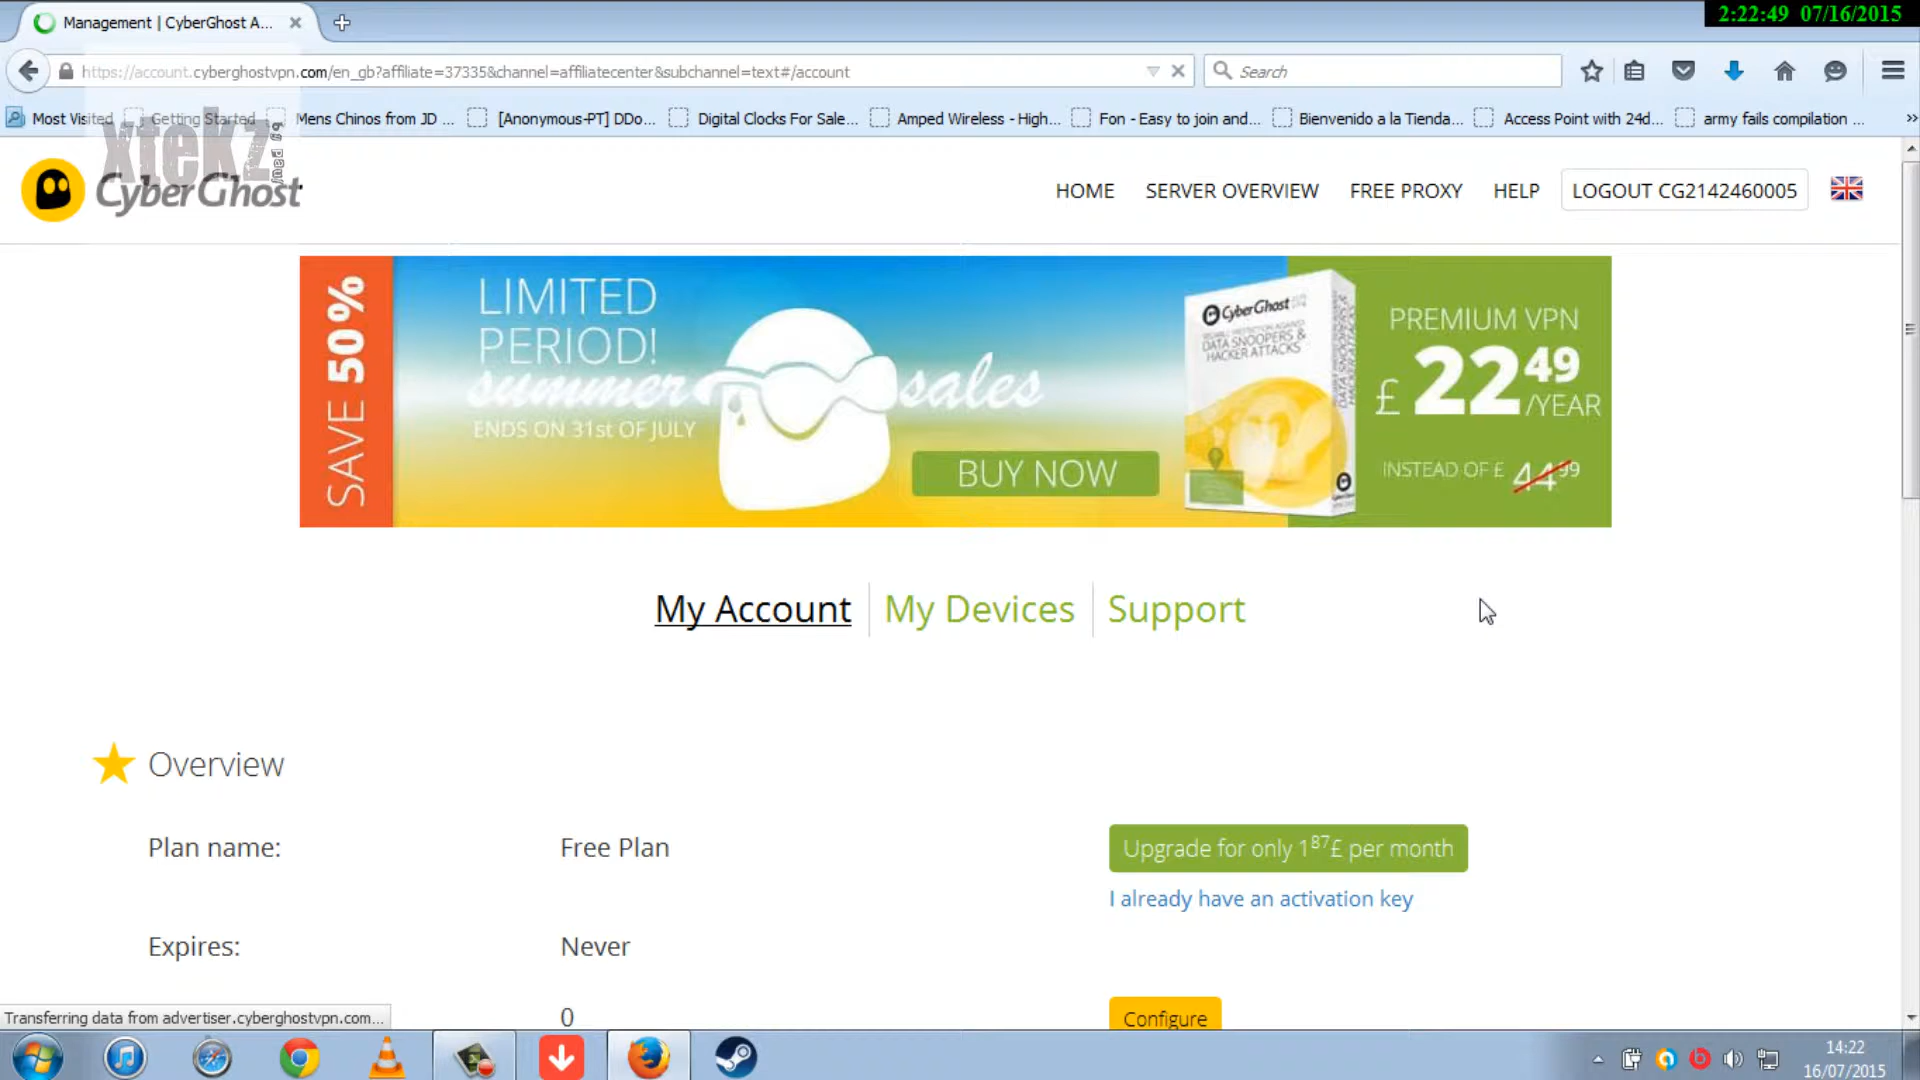 Management | CyberGhost A...
2:22:49 07/16/2015
https://account.cyberghostvpn.com/en_gb?affiliate=37335&channel=affiliatecenter&subchannel=text#/account
Search
Most Visited
Getting Started
Mens Chinos from JD ...
[Anonymous-PT] DDo...
Digital Clocks For Sale...
Amped Wireless - High...
Fon - Easy to join and...
Bienvenido a la Tienda...
Access Point with 24d...
army fails compilation ...
xtekz
CyberGhost
HOME
SERVER OVERVIEW
FREE PROXY
HELP
LOGOUT CG2142460005
SAVE 50%
LIMITED
PERIOD!
summer sales
ENDS ON 31st OF JULY
BUY NOW
CyberGhost
DATA SNOOPERS &
HACKER ATTACKS
PREMIUM VPN
£ 22 49 /YEAR
INSTEAD OF £ 44 99
My Account
My Devices
Support
Overview
Plan name:
Free Plan
Upgrade for only 1 87 £ per month
I already have an activation key
Expires:
Never
0
Configure
Transferring data from advertiser.cyberghostvpn.com...
14:22
16/07/2015